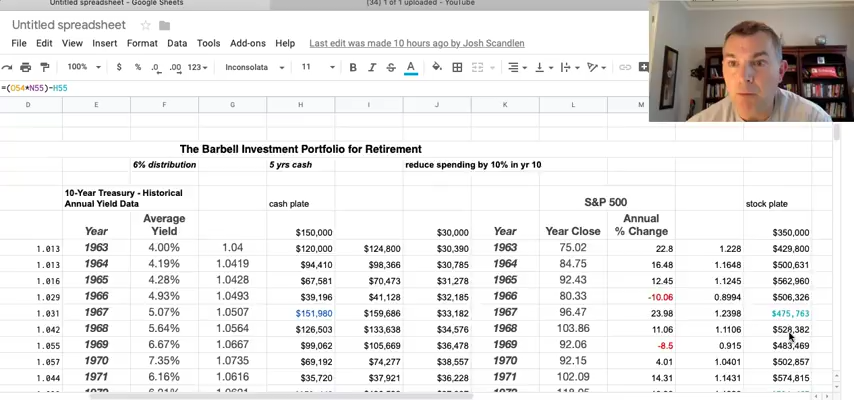 Untitled spreadsheet - Google Sheets
(34) 1 of 1 uploaded - YouTube
Untitled spreadsheet
File Edit View Insert Format Data Tools Add-ons Help Last edit was made 10 hours ago by Josh Scandlen
100% $ % .0 .00 123 Inconsolata 11 B I S A
=(O54*N55)-H55
D E F G H I J K L M
The Barbell Investment Portfolio for Retirement
6% distribution 5 yrs cash reduce spending by 10% in yr 10
10-Year Treasury - Historical
Annual Yield Data cash plate S&P 500 stock plate
Average Annual
Year Yield $150,000 $30,000 Year Year Close % Change $350,000
1.013 1963 4.00% 1.04 $120,000 $124,800 $30,390 1963 75.02 22.8 1.228 $429,800
1.013 1964 4.19% 1.0419 $94,410 $98,366 $30,785 1964 84.75 16.48 1.1648 $500,631
1.016 1965 4.28% 1.0428 $67,581 $70,473 $31,278 1965 92.43 12.45 1.1245 $562,960
1.029 1966 4.93% 1.0493 $39,196 $41,128 $32,185 1966 80.33 -10.06 0.8994 $506,326
1.031 1967 5.07% 1.0507 $151,980 $159,686 $33,182 1967 96.47 23.98 1.2398 $475,763
1.042 1968 5.64% 1.0564 $126,503 $133,638 $34,576 1968 103.86 11.06 1.1106 $528,382
1.055 1969 6.67% 1.0667 $99,062 $105,669 $36,478 1969 92.06 -8.5 0.915 $483,469
1.057 1970 7.35% 1.0735 $69,192 $74,277 $38,557 1970 92.15 4.01 1.0401 $502,857
1.044 1971 6.16% 1.0616 $35,720 $37,921 $36,228 1971 102.09 14.31 1.1431 $574,815